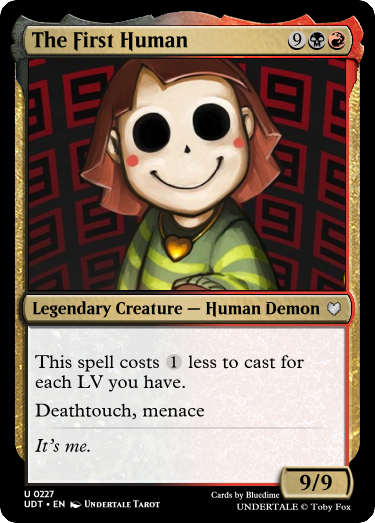 The First Human 9
Legendary Creature — Human Demon
This spell costs 1 less to cast for
each LV you have.
Deathtouch, menace
It's me.
9/9
U 0227
UDT • EN Undertale Tarot
Cards by Bluedime
UNDERTALE © Toby Fox